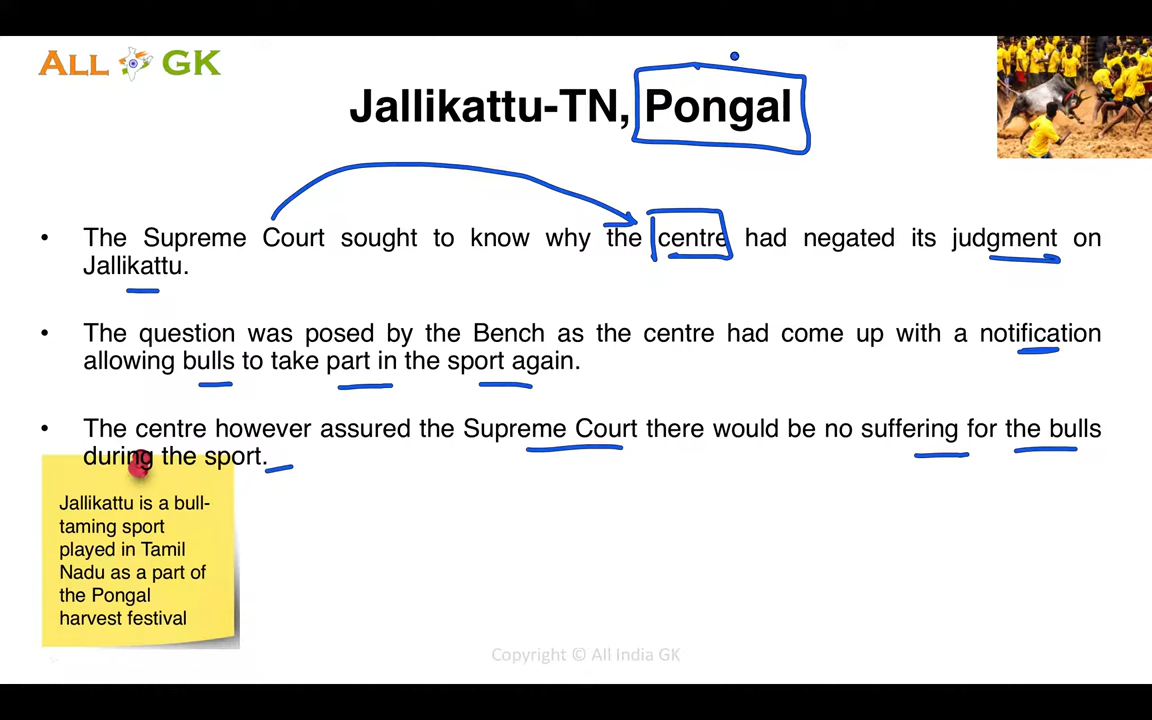 ALL GK
Jallikattu-TN, Pongal
• The Supreme Court sought to know why the centre had negated its judgment on
Jallikattu.
• The question was posed by the Bench as the centre had come up with a notification
allowing bulls to take part in the sport again.
• The centre however assured the Supreme Court there would be no suffering for the bulls
during the sport.
Jallikattu is a bull-
taming sport
played in Tamil
Nadu as a part of
the Pongal
harvest festival
Copyright © All India GK